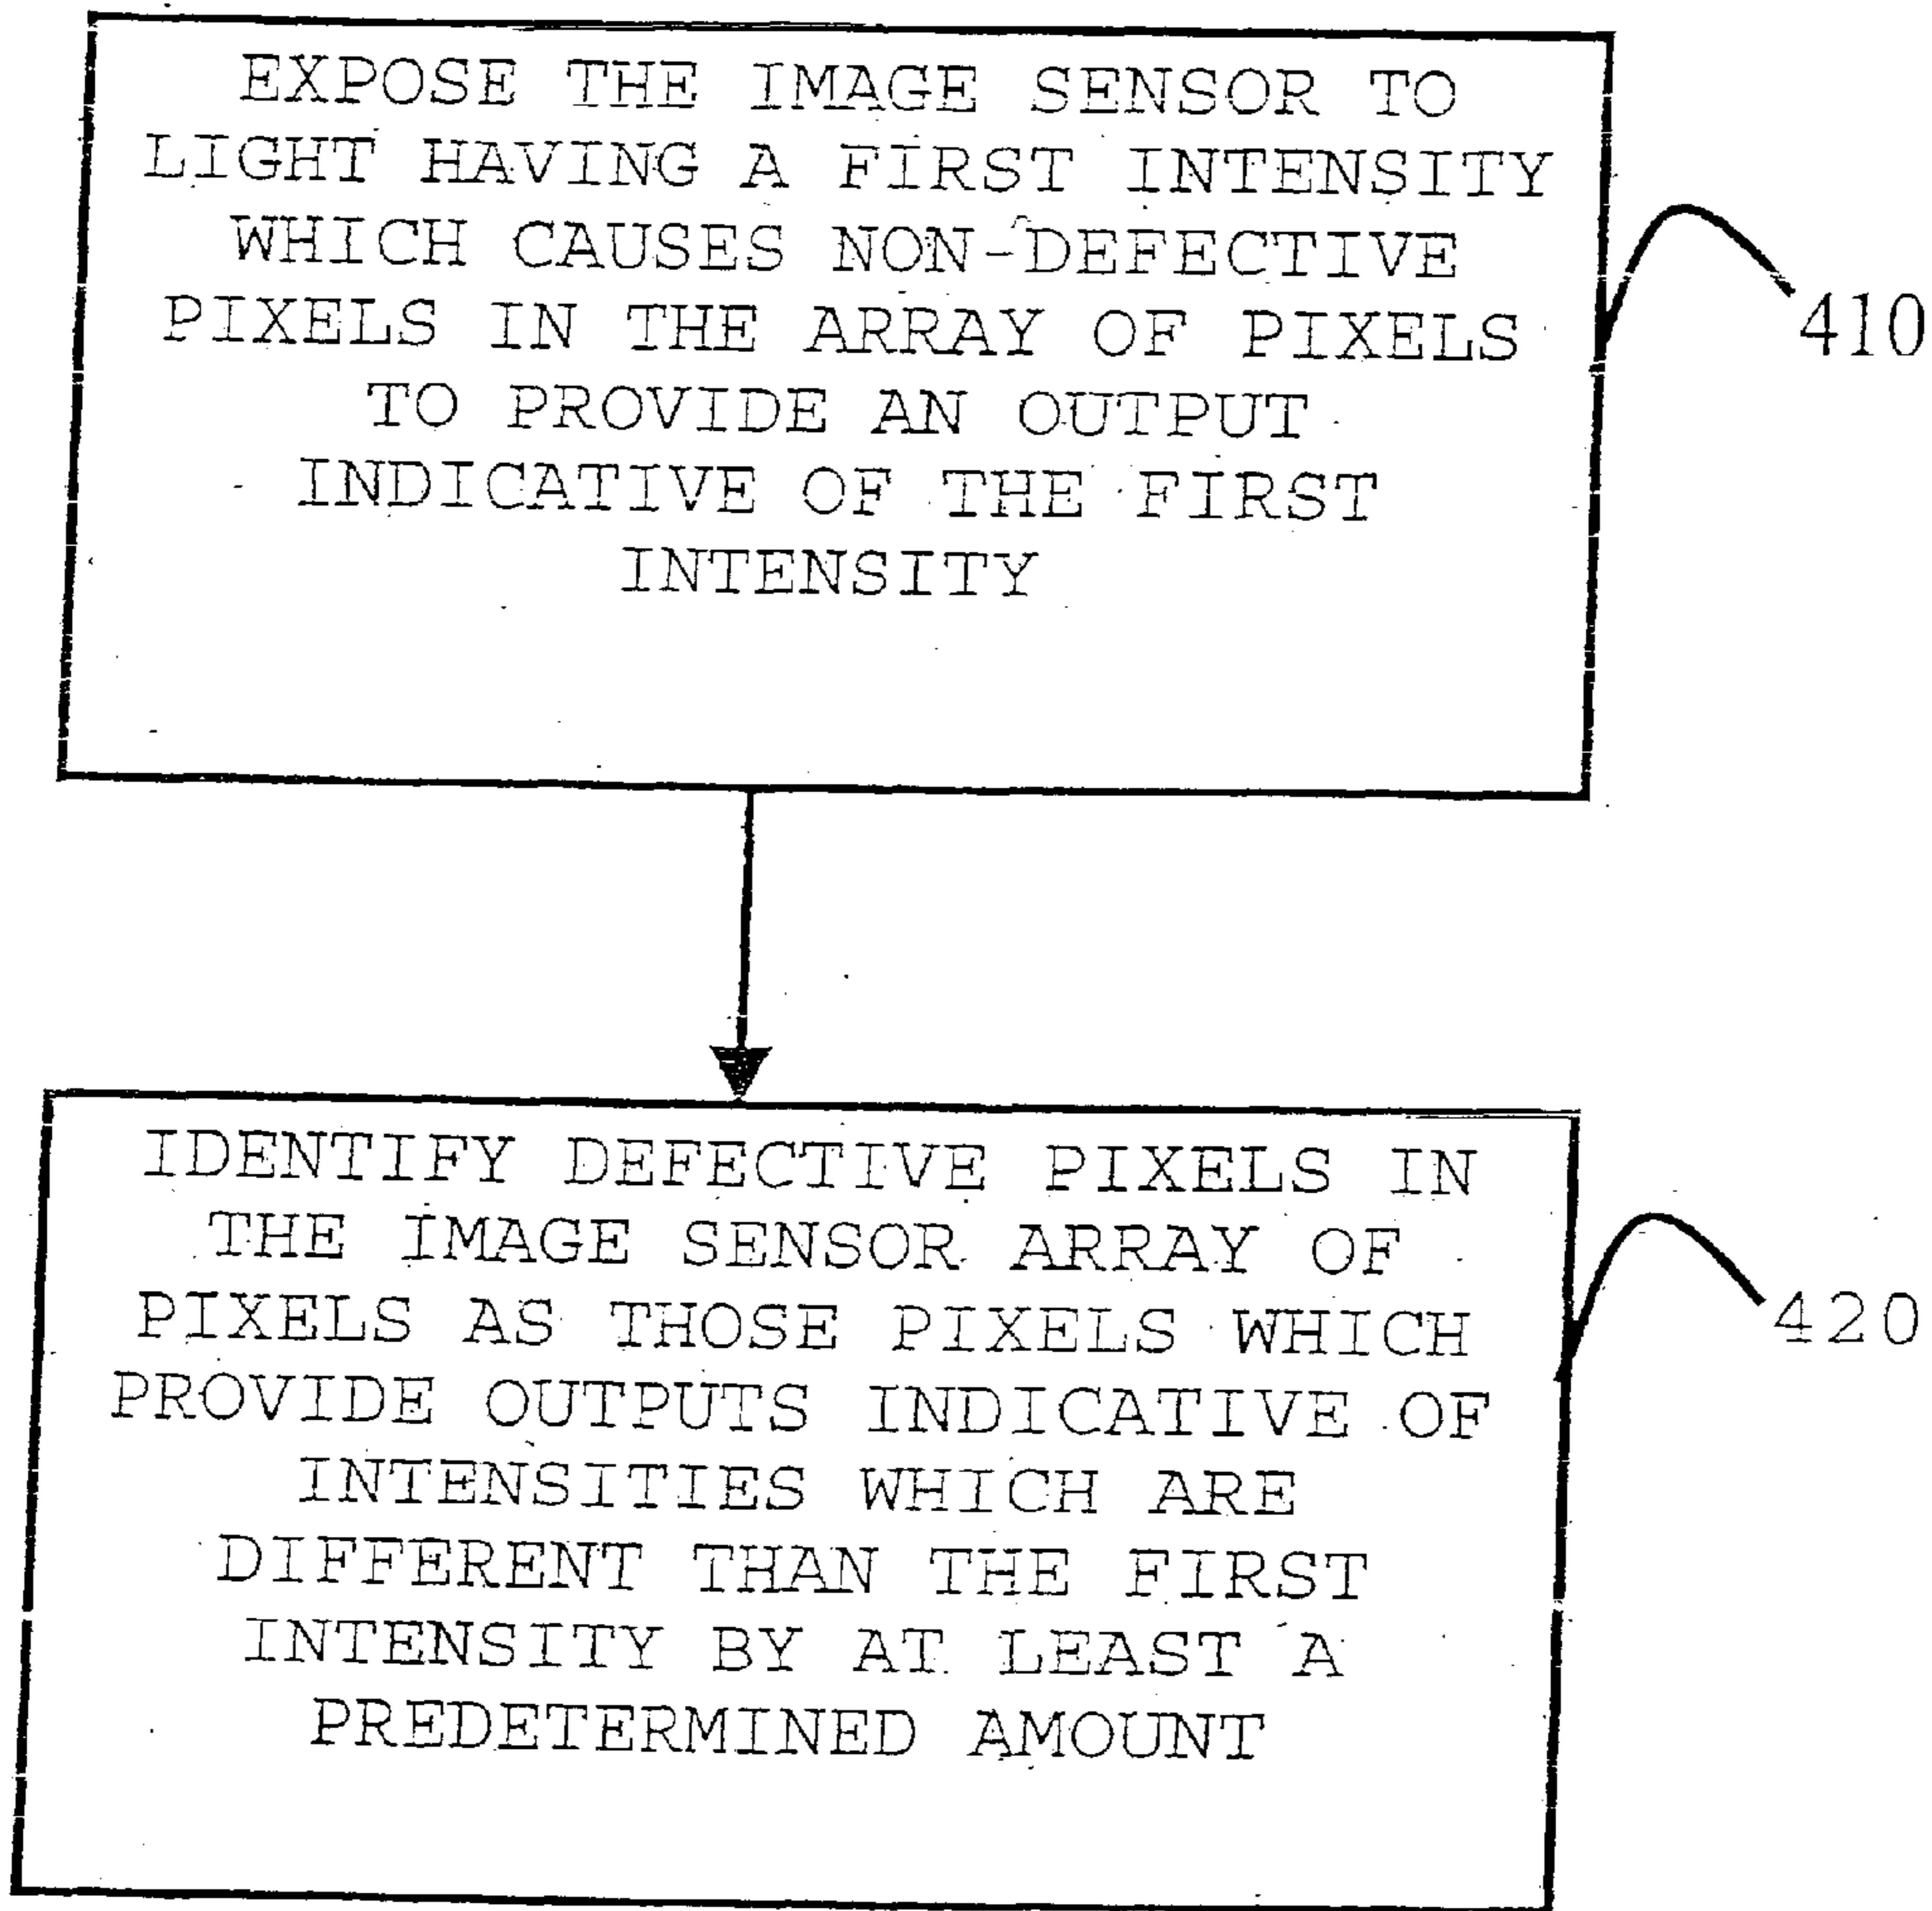 EXPOSE THE IMAGE SENSOR TO
LIGHT HAVING A FIRST INTENSITY
WHICH CAUSES NON-DEFECTIVE
PIXELS IN THE ARRAY OF PIXELS
TO PROVIDE AN OUTPUT
INDICATIVE OF THE FIRST
INTENSITY
410
IDENTIFY DEFECTIVE PIXELS IN
THE IMAGE SENSOR ARRAY OF
PIXELS AS THOSE PIXELS WHICH
PROVIDE OUTPUTS INDICATIVE OF
INTENSITIES WHICH ARE
DIFFERENT THAN THE FIRST
INTENSITY BY AT LEAST A
PREDETERMINED AMOUNT
420